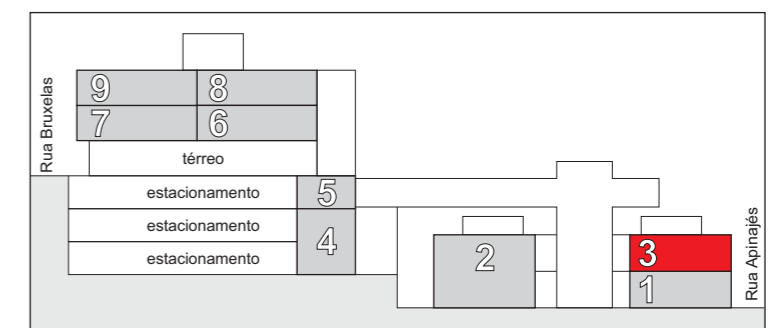 Rua Bruxelas
9 8
7 6
térreo
estacionamento 5
estacionamento
4
estacionamento
2
3
1
Rua Apinajés